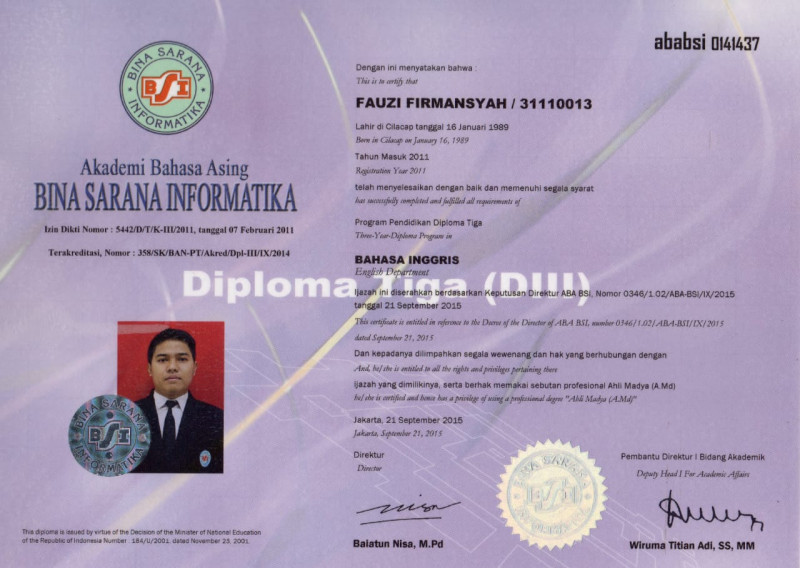 ababsi 0141437
BINA SARANA
BSI
INFORMATIKA
Akademi Bahasa Asing
BINA SARANA INFORMATIKA
Izin Dikti Nomor : 5442/D/T/K-III/2011, tanggal 07 Februari 2011
Terakreditasi, Nomor : 358/SK/BAN-PT/Akred/Dpl-III/IX/2014
Dengan ini menyatakan bahwa :
This is to certify that
FAUZI FIRMANSYAH / 31110013
Lahir di Cilacap tanggal 16 Januari 1989
Born in Cilacap on January 16, 1989
Tahun Masuk 2011
Registration Year 2011
telah menyelesaikan dengan baik dan memenuhi segala syarat
has successfully completed and fulfilled all requirements of
Program Pendidikan Diploma Tiga
Three-Year-Diploma Program in
BAHASA INGGRIS
English Department
Diploma Tiga (DIII)
Ijazah ini diserahkan berdasarkan Keputusan Direktur ABA BSI, Nomor 0346/1.02/ABA-BSI/IX/2015
tanggal 21 September 2015
This certificate is entitled in reference to the Decree of the Director of ABA BSI, number 0346/1.02/ABA-BSI/IX/2015
dated September 21, 2015
Dan kepadanya dilimpahkan segala wewenang dan hak yang berhubungan dengan
And, he/she is entitled to all the rights and privileges pertaining there
Ijazah yang dimilikinya, serta berhak memakai sebutan profesional Ahli Madya (A.Md)
he/she is certified and hence has a privilege of using a professional degree "Ahli Madya (A.Md)"
Jakarta, 21 September 2015
Jakarta, September 21, 2015
Direktur
Director
Pembantu Direktur I Bidang Akademik
Deputy Head I For Academic Affairs
BINA SARANA
BSI
INFORMATIKA
BINA SARANA
BSI
INFORMATIKA
nisa
Balatun Nisa, M.Pd
Wiruma Titian Adi, SS, MM
This diploma is issued by virtue of the Decision of the Minister of National Education
of the Republic of Indonesia Number : 184/U/2001, dated November 23, 2001.